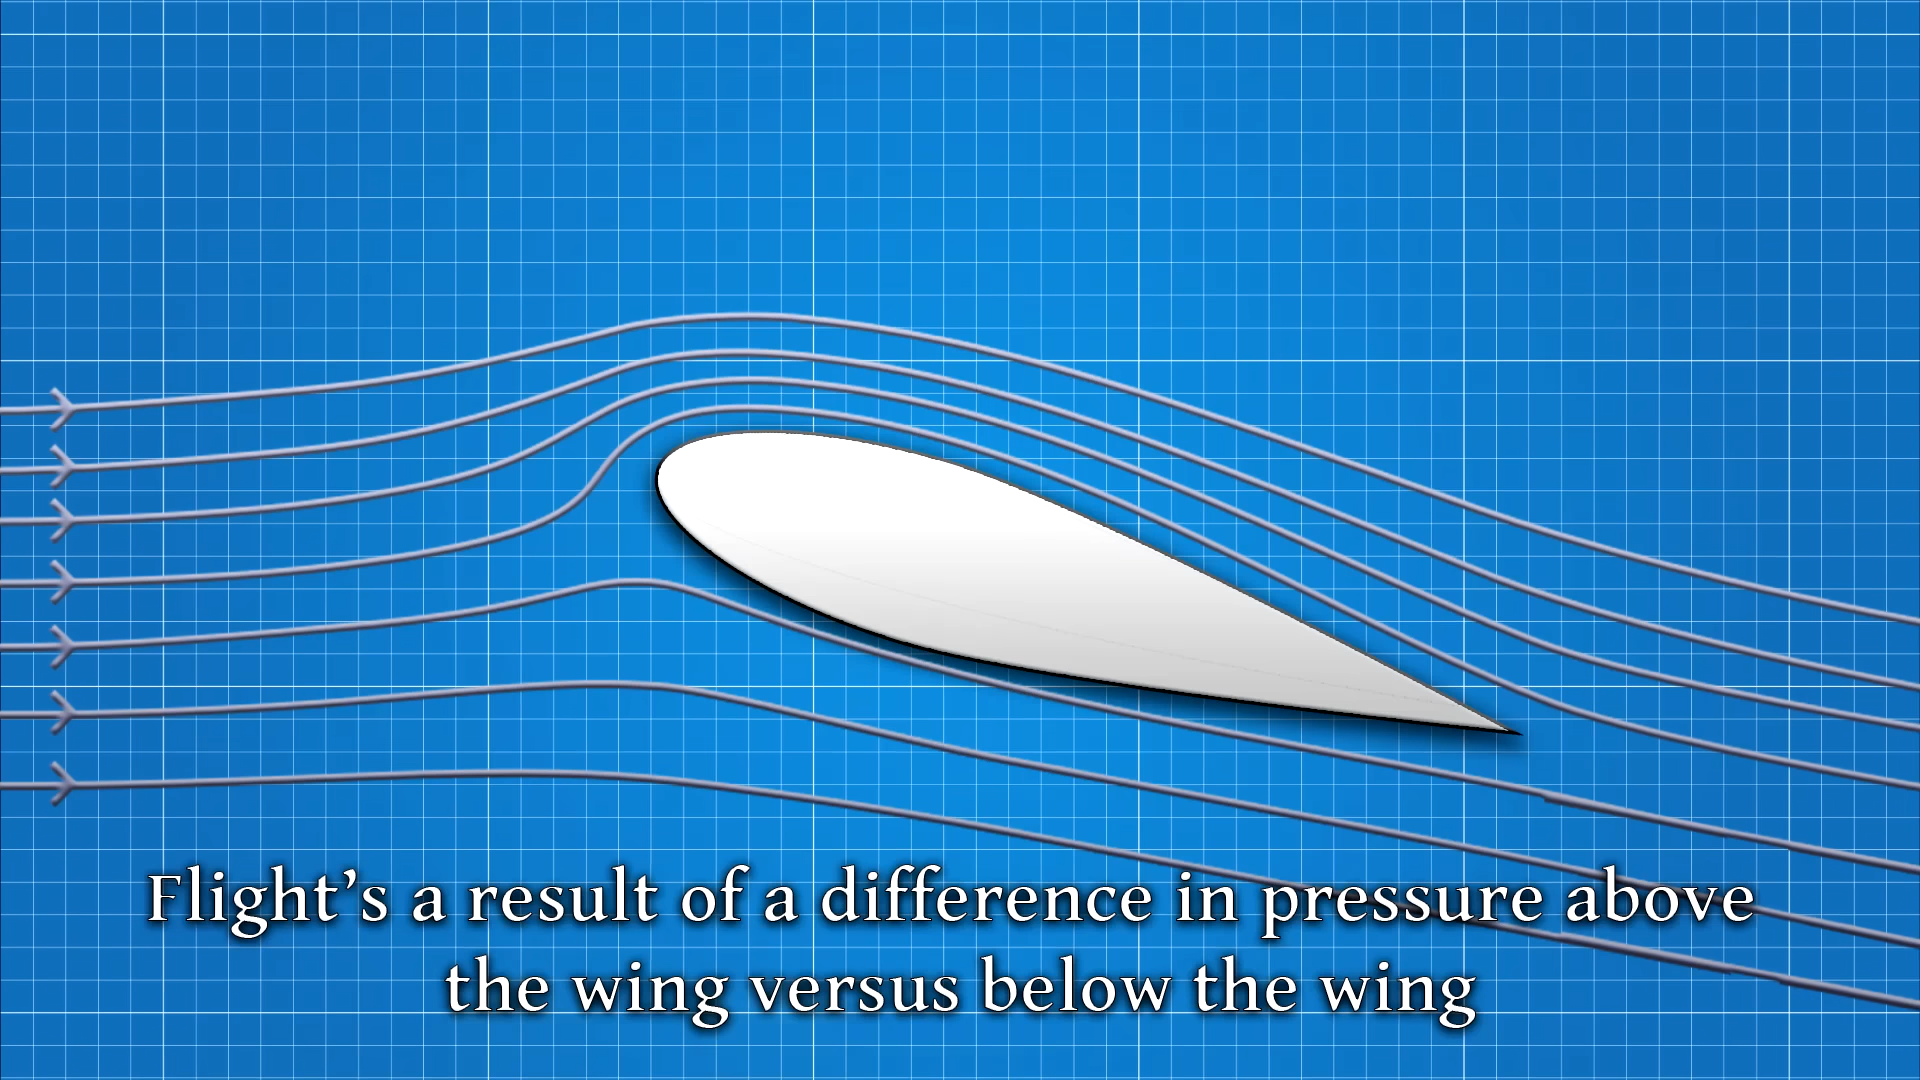 Flight’s a result of a difference in pressure above
the wing versus below the wing